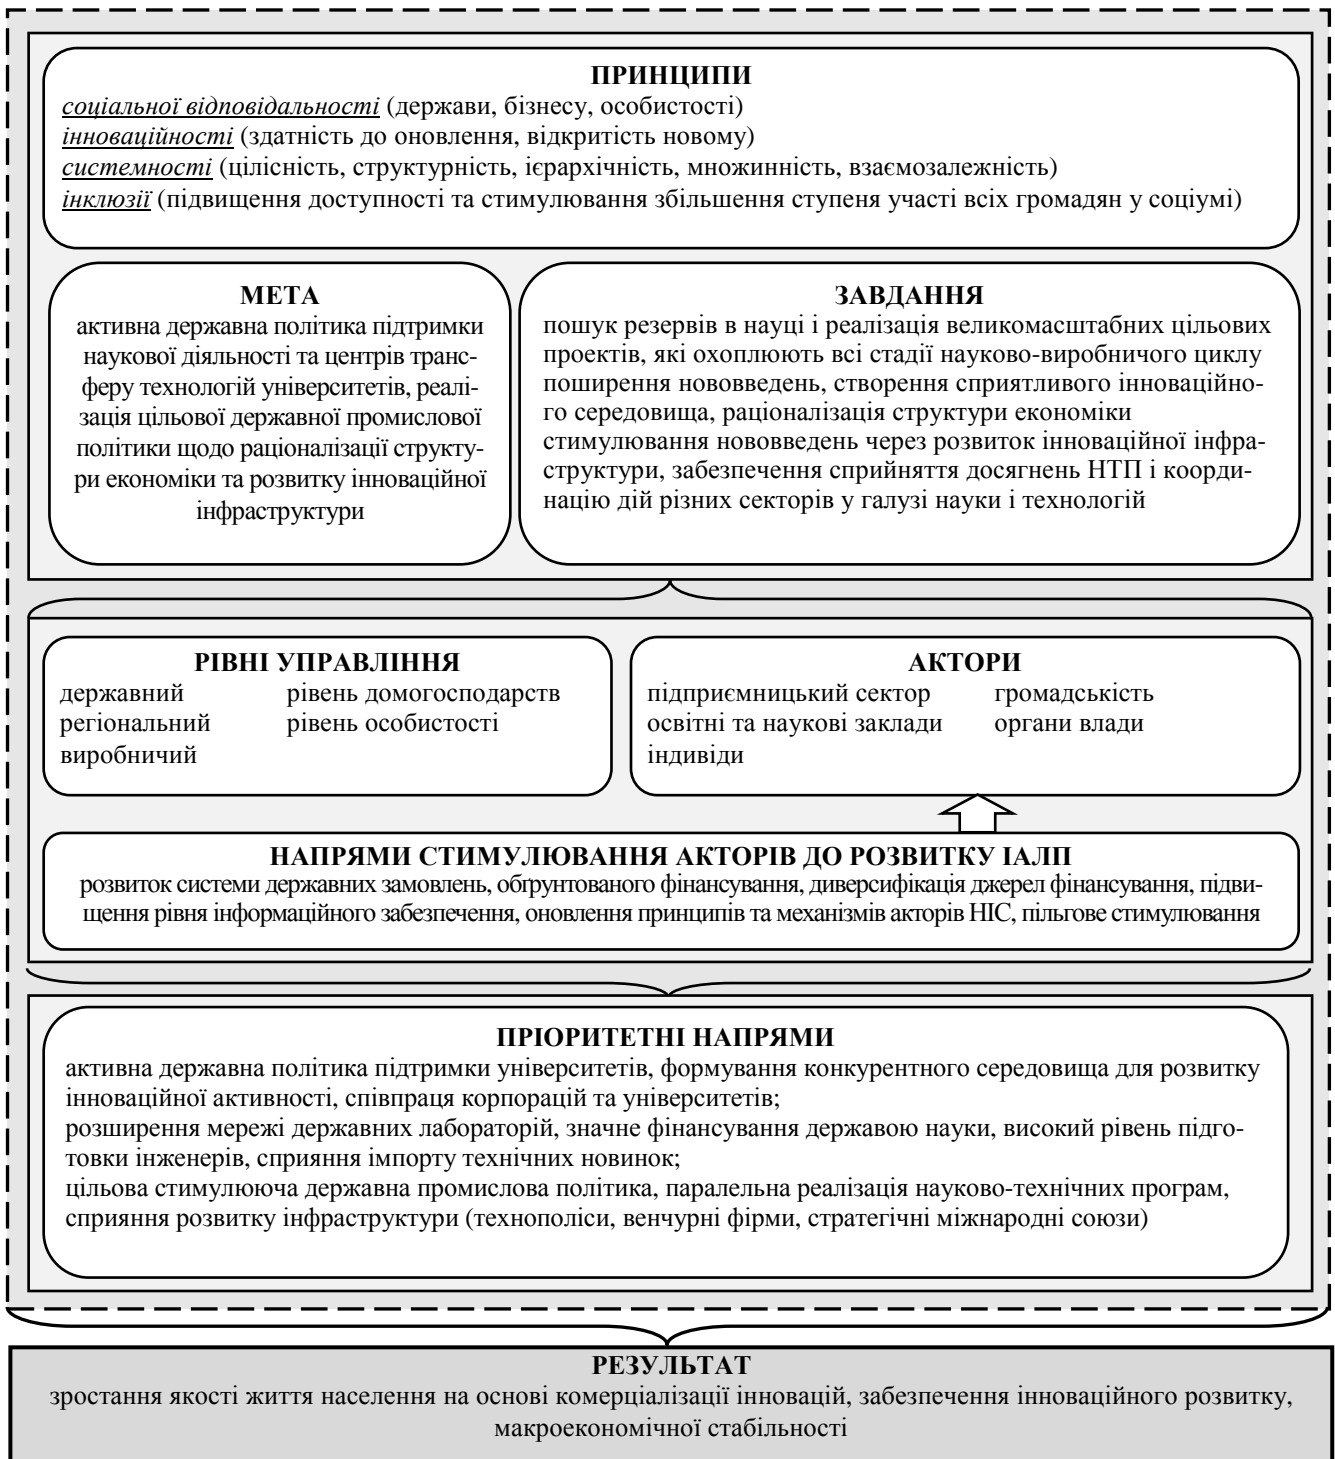 ПРИНЦИПИ
соціальної відповідальності (держави, бізнесу, особистості)
інноваційності (здатність до оновлення, відкритість новому)
системності (цілісність, структурність, ієрархічність, множинність, взаємозалежність)
інклюзії (підвищення доступності та стимулювання збільшення ступеня участі всіх громадян у соціумі)
МЕТА
активна державна політика підтримки
наукової діяльності та центрів транс-
феру технологій університетів, реалі-
зація цільової державної промислової
політики щодо раціоналізації структу-
ри економіки та розвитку інноваційної
інфраструктури
ЗАВДАННЯ
пошук резервів в науці і реалізація великомасштабних цільових
проектів, які охоплюють всі стадії науково-виробничого циклу
поширення нововведень, створення сприятливого інноваційно-
го середовища, раціоналізація структури економіки
стимулювання нововведень через розвиток інноваційної інфра-
структури, забезпечення сприйняття досягнень НТП і коорди-
націю дій різних секторів у галузі науки і технологій
РІВНІ УПРАВЛІННЯ
державний рівень домогосподарств
регіональний рівень особистості
виробничий
АКТОРИ
підприємницький сектор громадськість
освітні та наукові заклади органи влади
індивіди
НАПРЯМИ СТИМУЛЮВАННЯ АКТОРІВ ДО РОЗВИТКУ ІАЛП
розвиток системи державних замовлень, обґрунтованого фінансування, диверсифікація джерел фінансування, підви-
щення рівня інформаційного забезпечення, оновлення принципів та механізмів акторів НІС, пільгове стимулювання
ПРІОРИТЕТНІ НАПРЯМИ
активна державна політика підтримки університетів, формування конкурентного середовища для розвитку
інноваційної активності, співпраця корпорацій та університетів;
розширення мережі державних лабораторій, значне фінансування державою науки, високий рівень підго-
товки інженерів, сприяння імпорту технічних новинок;
цільова стимулююча державна промислова політика, паралельна реалізація науково-технічних програм,
сприяння розвитку інфраструктури (технополіси, венчурні фірми, стратегічні міжнародні союзи)
РЕЗУЛЬТАТ
зростання якості життя населення на основі комерціалізації інновацій, забезпечення інноваційного розвитку,
макроекономічної стабільності